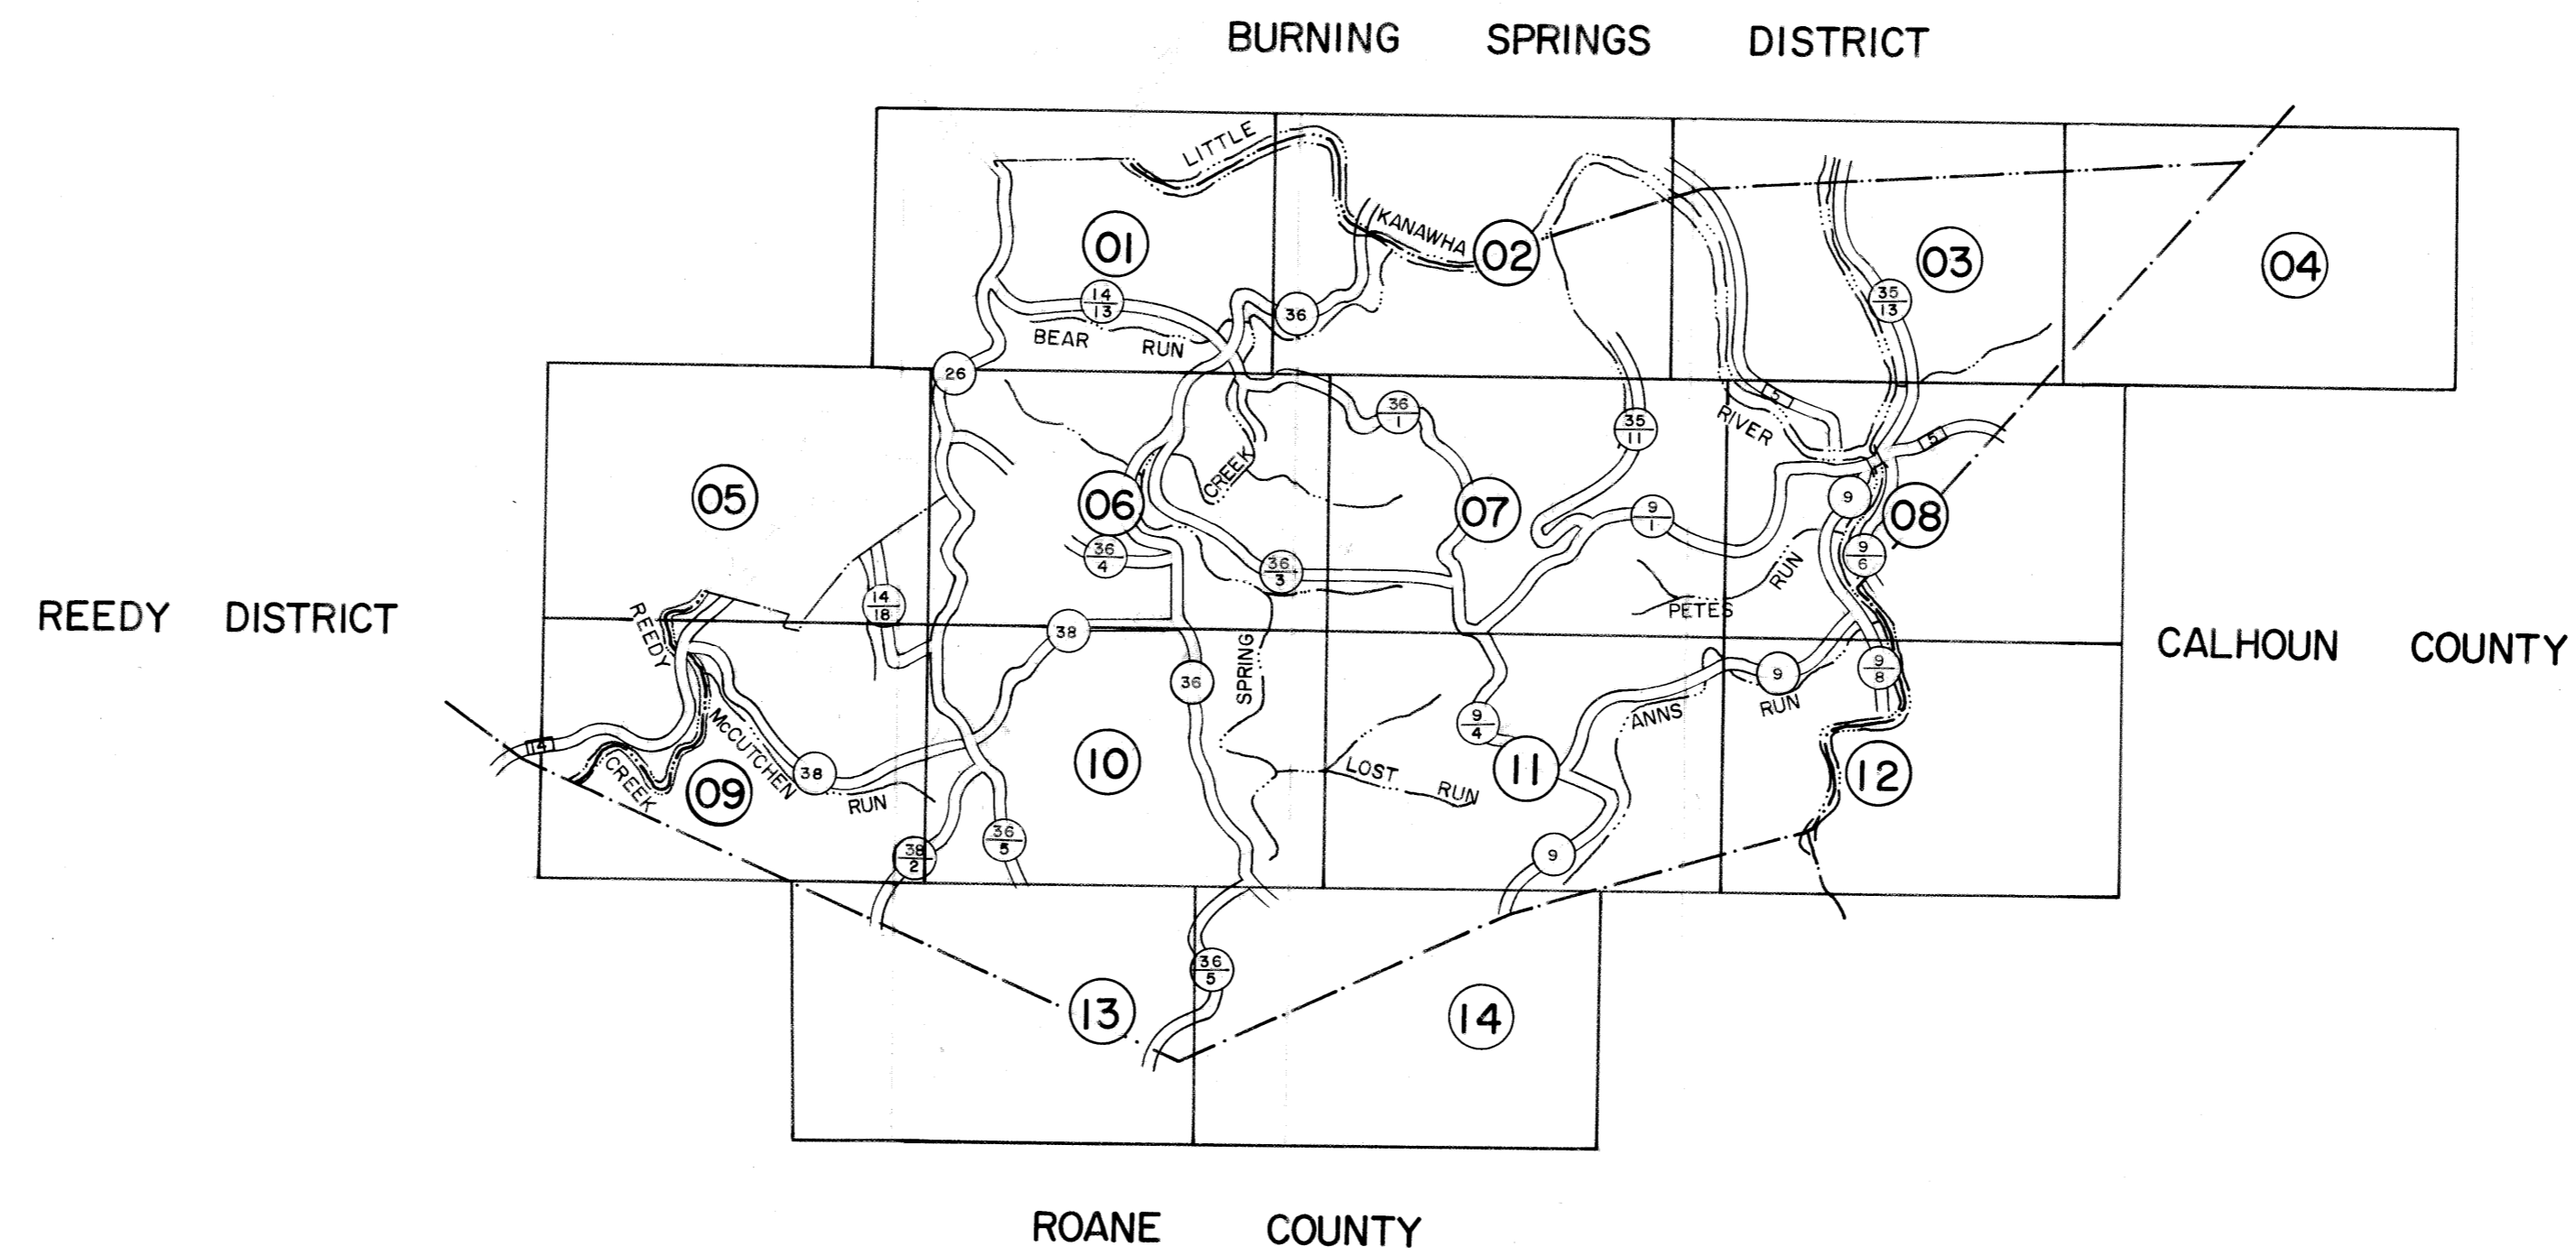 BURNING SPRINGS DISTRICT
LITTLE
KANAWHA
01
02
03
04
14
13
35
13
36
BEAR RUN
26
5
36
1
35
11
RIVER
5
05
06
CREEK
07
9
1
9
08
36
4
36
3
9
6
RUN
PETES
14
18
REEDY DISTRICT
REEDY
38
36
SPRING
9
9
8
CALHOUN COUNTY
ANNS RUN
9
4
McCUTCHEN
14
CREEK
38
RUN
09
10
LOST RUN
11
12
38
2
36
5
9
36
5
13
14
ROANE COUNTY